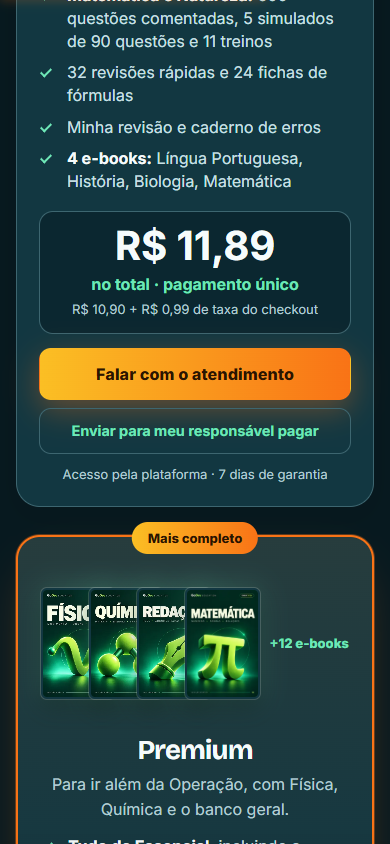 questões comentadas, 5 simulados
de 90 questões e 11 treinos
32 revisões rápidas e 24 fichas de
fórmulas
Minha revisão e caderno de erros
4 e-books: Língua Portuguesa,
História, Biologia, Matemática
R$ 11,89
no total · pagamento único
R$ 10,90 + R$ 0,99 de taxa do checkout
Falar com o atendimento
Enviar para meu responsável pagar
Acesso pela plataforma · 7 dias de garantia
Mais completo
FÍSIC
QUÍMI
REDAÇ
MATEMÁTICA
+12 e-books
Premium
Para ir além da Operação, com Física,
Química e o banco geral.